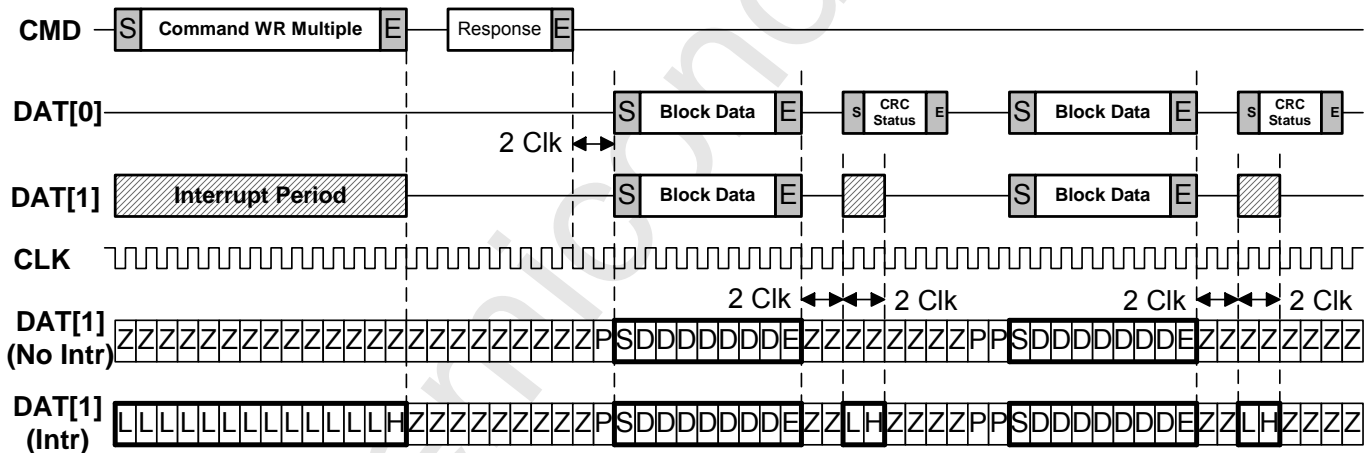 CMD S Command WR Multiple E Response E
DAT[0] S Block Data E S CRC Status E S Block Data E S CRC Status E
2 Clk
DAT[1] Interrupt Period S Block Data E S Block Data E
CLK
2 Clk 2 Clk 2 Clk 2 Clk
DAT[1]
(No Intr) ZZZZZZZZZZZZZZZZZZZZZZZPSDDDDDDDEZZZZZZZZPPSDDDDDDDEZZZZZZZZ
DAT[1]
(Intr) LLLLLLLLLLLLLHZZZZZZZZZPSDDDDDDDEZZLHZZZZPPSDDDDDDDEZZLHZZZZ